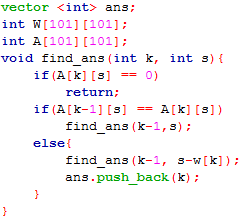 vector <int> ans;
int W[101][101];
int A[101][101];
void find_ans(int k, int s){
    if(A[k][s] == 0)
        return;
    if(A[k-1][s] == A[k][s])
        find_ans(k-1,s);
    else{
        find_ans(k-1, s-w[k]);
        ans.push_back(k);
    }
}